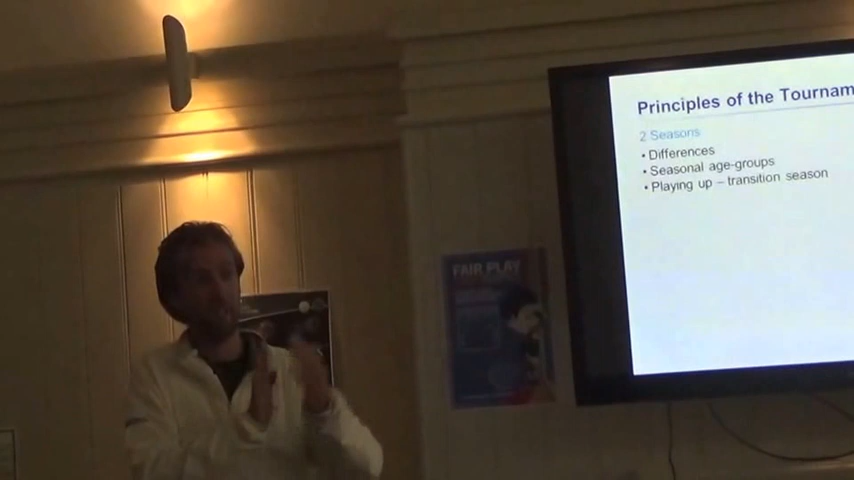 Principles of the Tournam
2 Seasons
• Differences
• Seasonal age-groups
• Playing up – transition season
FAIR PLAY